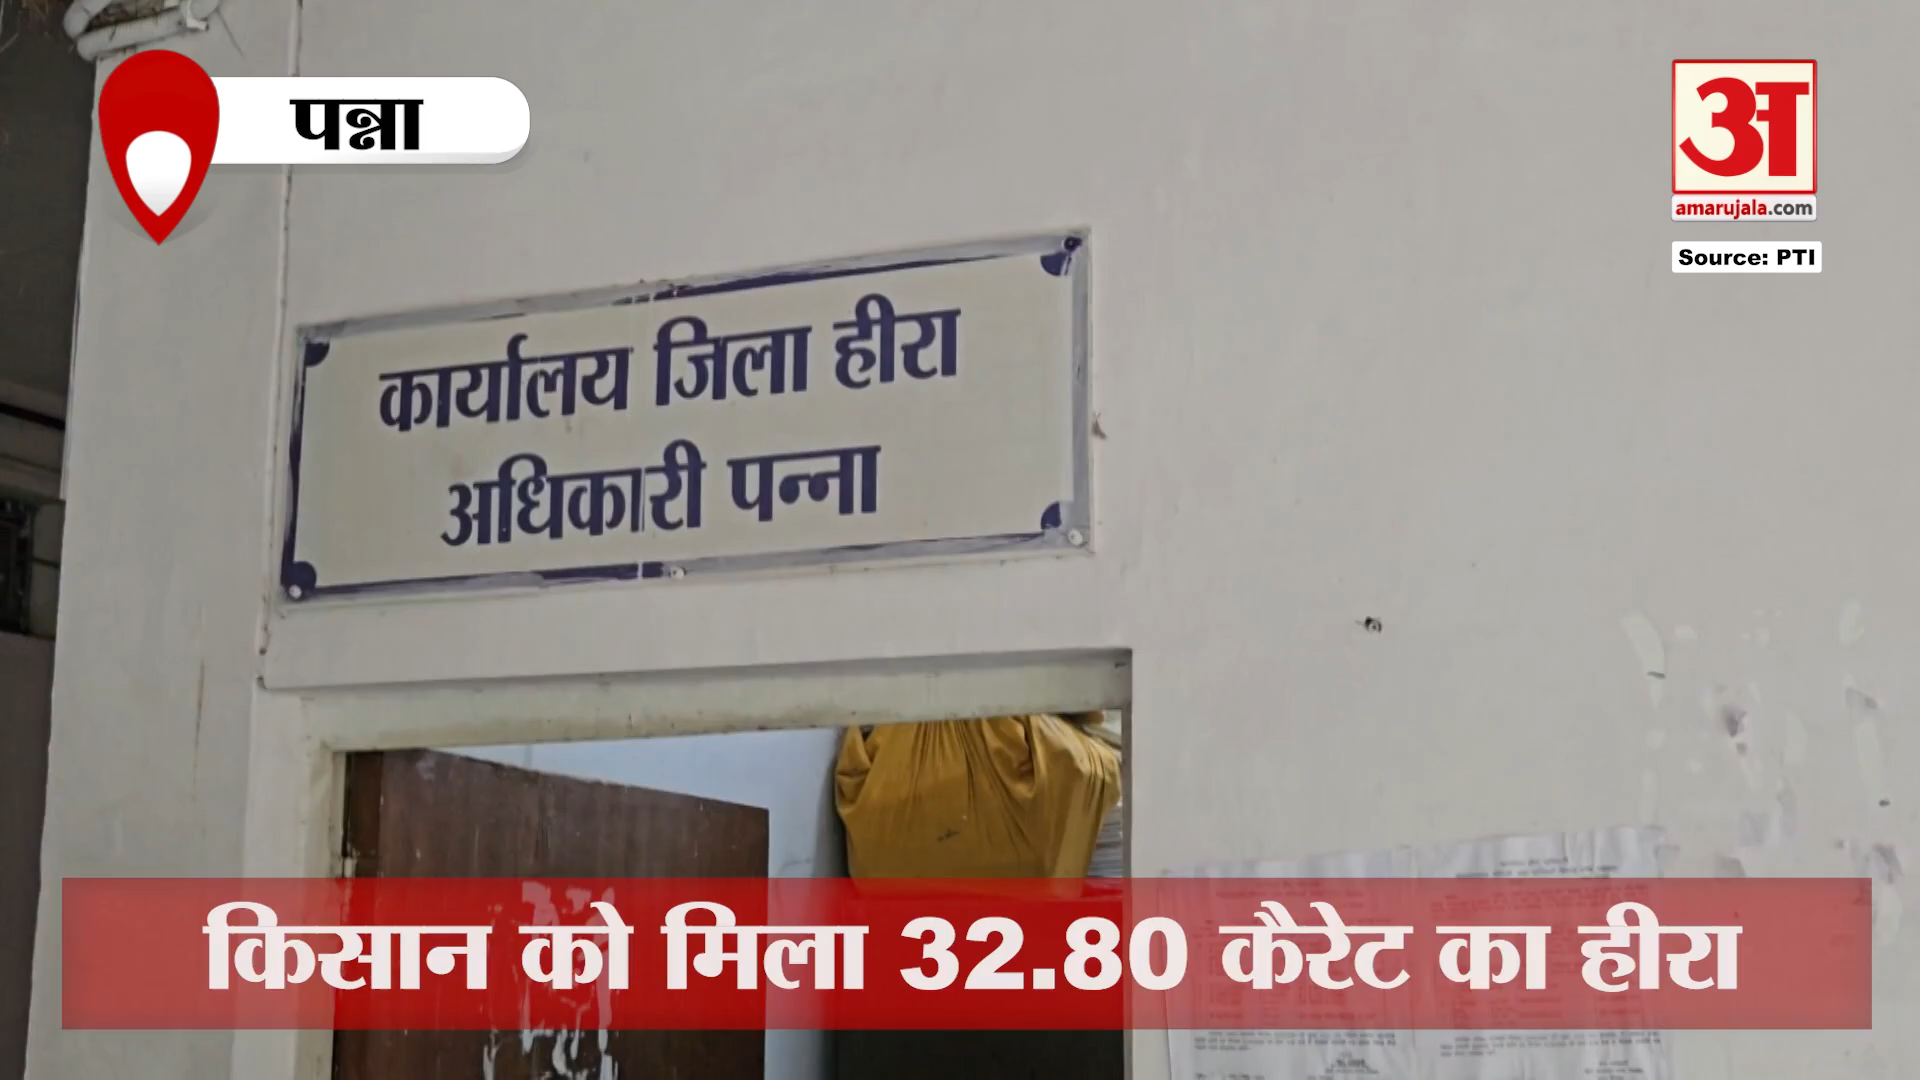 पन्ना
अ
amarujala.com
Source: PTI
कार्यालय जिला हीरा
अधिकारी पन्ना
किसान को मिला 32.80 कैरेट का हीरा